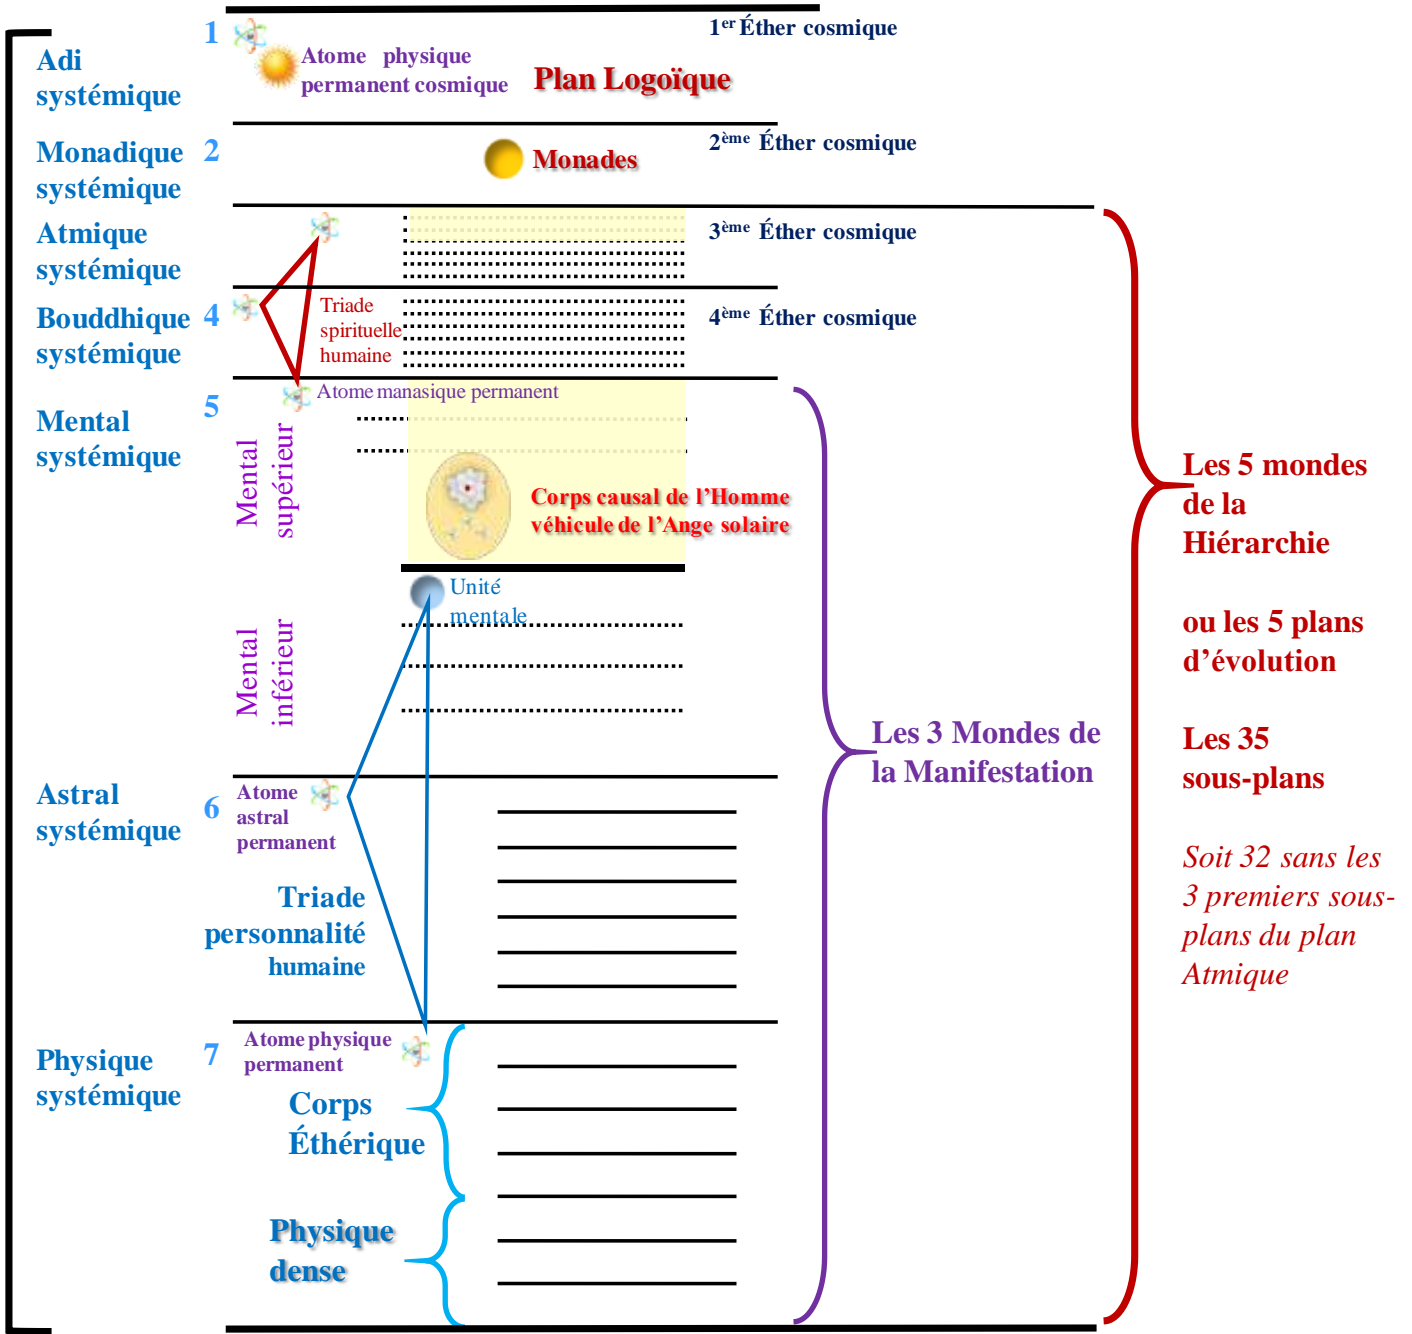 1
1er Éther cosmique
Adi
systémique
Atome physique
permanent cosmique
Plan Logoïque
Monadique
systémique
2
2ème Éther cosmique
Monades
Atmique
systémique
3ème Éther cosmique
Bouddhique
systémique
4
Triade
spirituelle
humaine
4ème Éther cosmique
Mental
systémique
5
Atome manasique permanent
Mental
supérieur
Corps causal de l’Homme
véhicule de l’Ange solaire
Unité
mentale
Mental
inférieur
Les 3 Mondes de
la Manifestation
Les 5 mondes
de la
Hiérarchie
ou les 5 plans
d’évolution
Les 35
sous-plans
Soit 32 sans les
3 premiers sous-
plans du plan
Atmique
Astral
systémique
6
Atome
astral
permanent
Triade
personnalité
humaine
Physique
systémique
7
Atome physique
permanent
Corps
Éthérique
Physique
dense